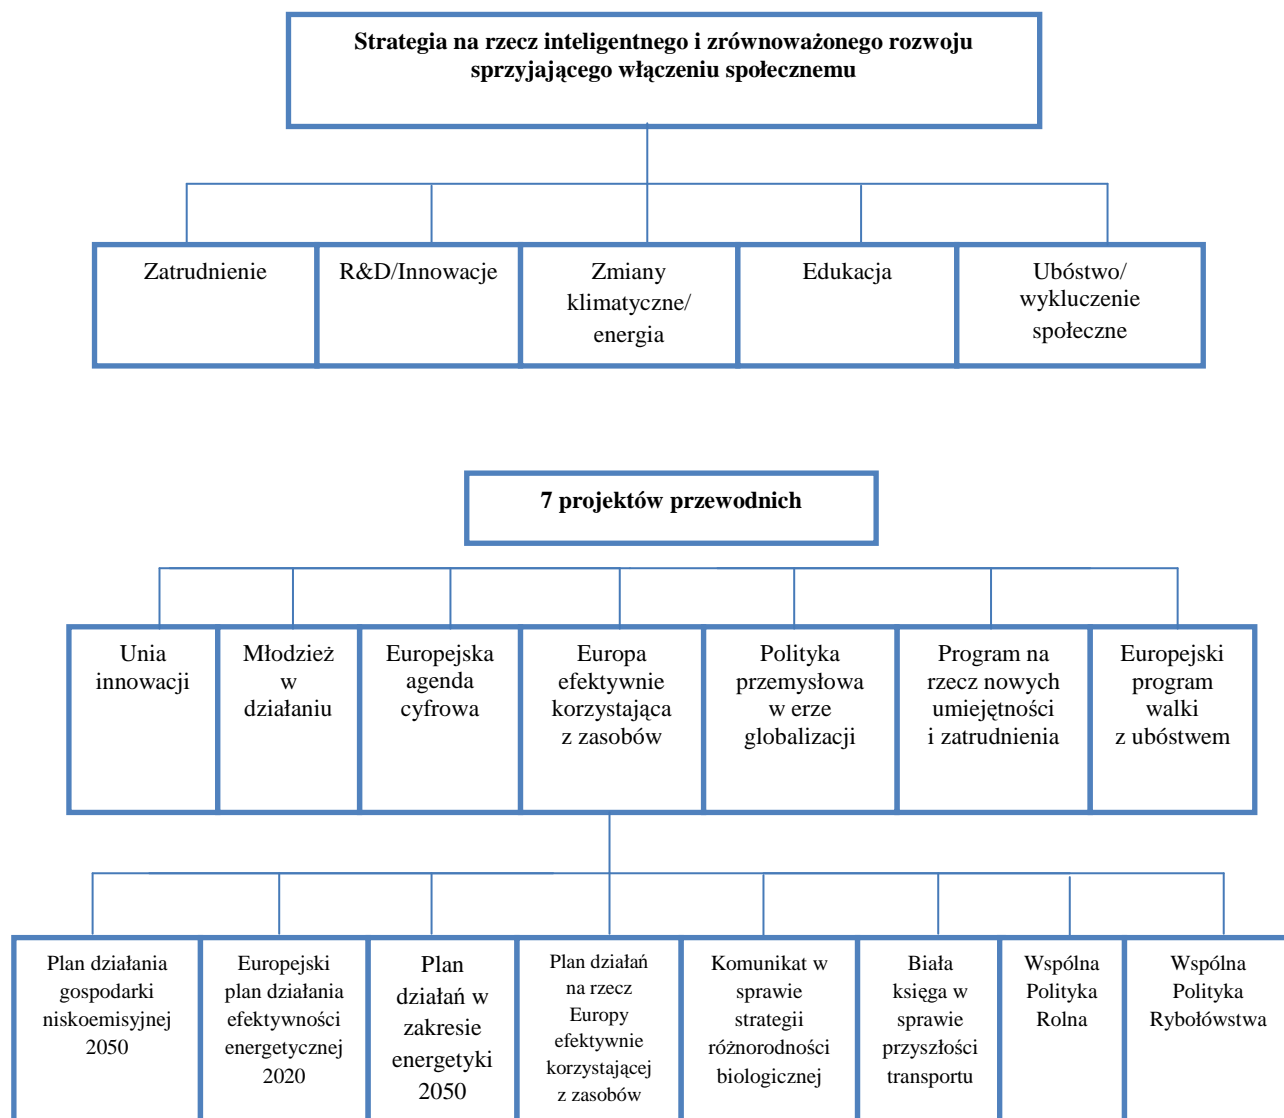 Strategia na rzecz inteligentnego i zrównoważonego rozwoju
sprzyjającego włączeniu społecznemu
Zatrudnienie
R&D/Innowacje
Zmiany
klimatyczne/
energia
Edukacja
Ubóstwo/
wykluczenie
społeczne
7 projektów przewodnich
Unia
innowacji
Młodzież
w
działaniu
Europejska
agenda
cyfrowa
Europa
efektywnie
korzystająca
z zasobów
Polityka
przemysłowa
w erze
globalizacji
Program na
rzecz nowych
umiejętności
i zatrudnienia
Europejski
program
walki
z ubóstwem
Plan działania
gospodarki
niskoemisyjnej
2050
Europejski
plan działania
efektywności
energetycznej
2020
Plan
działań w
zakresie
energetyki
2050
Plan działań
na rzecz
Europy
efektywnie
korzystającej
z zasobów
Komunikat w
sprawie
strategii
różnorodności
biologicznej
Biała
księga w
sprawie
przyszłości
transportu
Wspólna
Polityka
Rolna
Wspólna
Polityka
Rybołówstwa